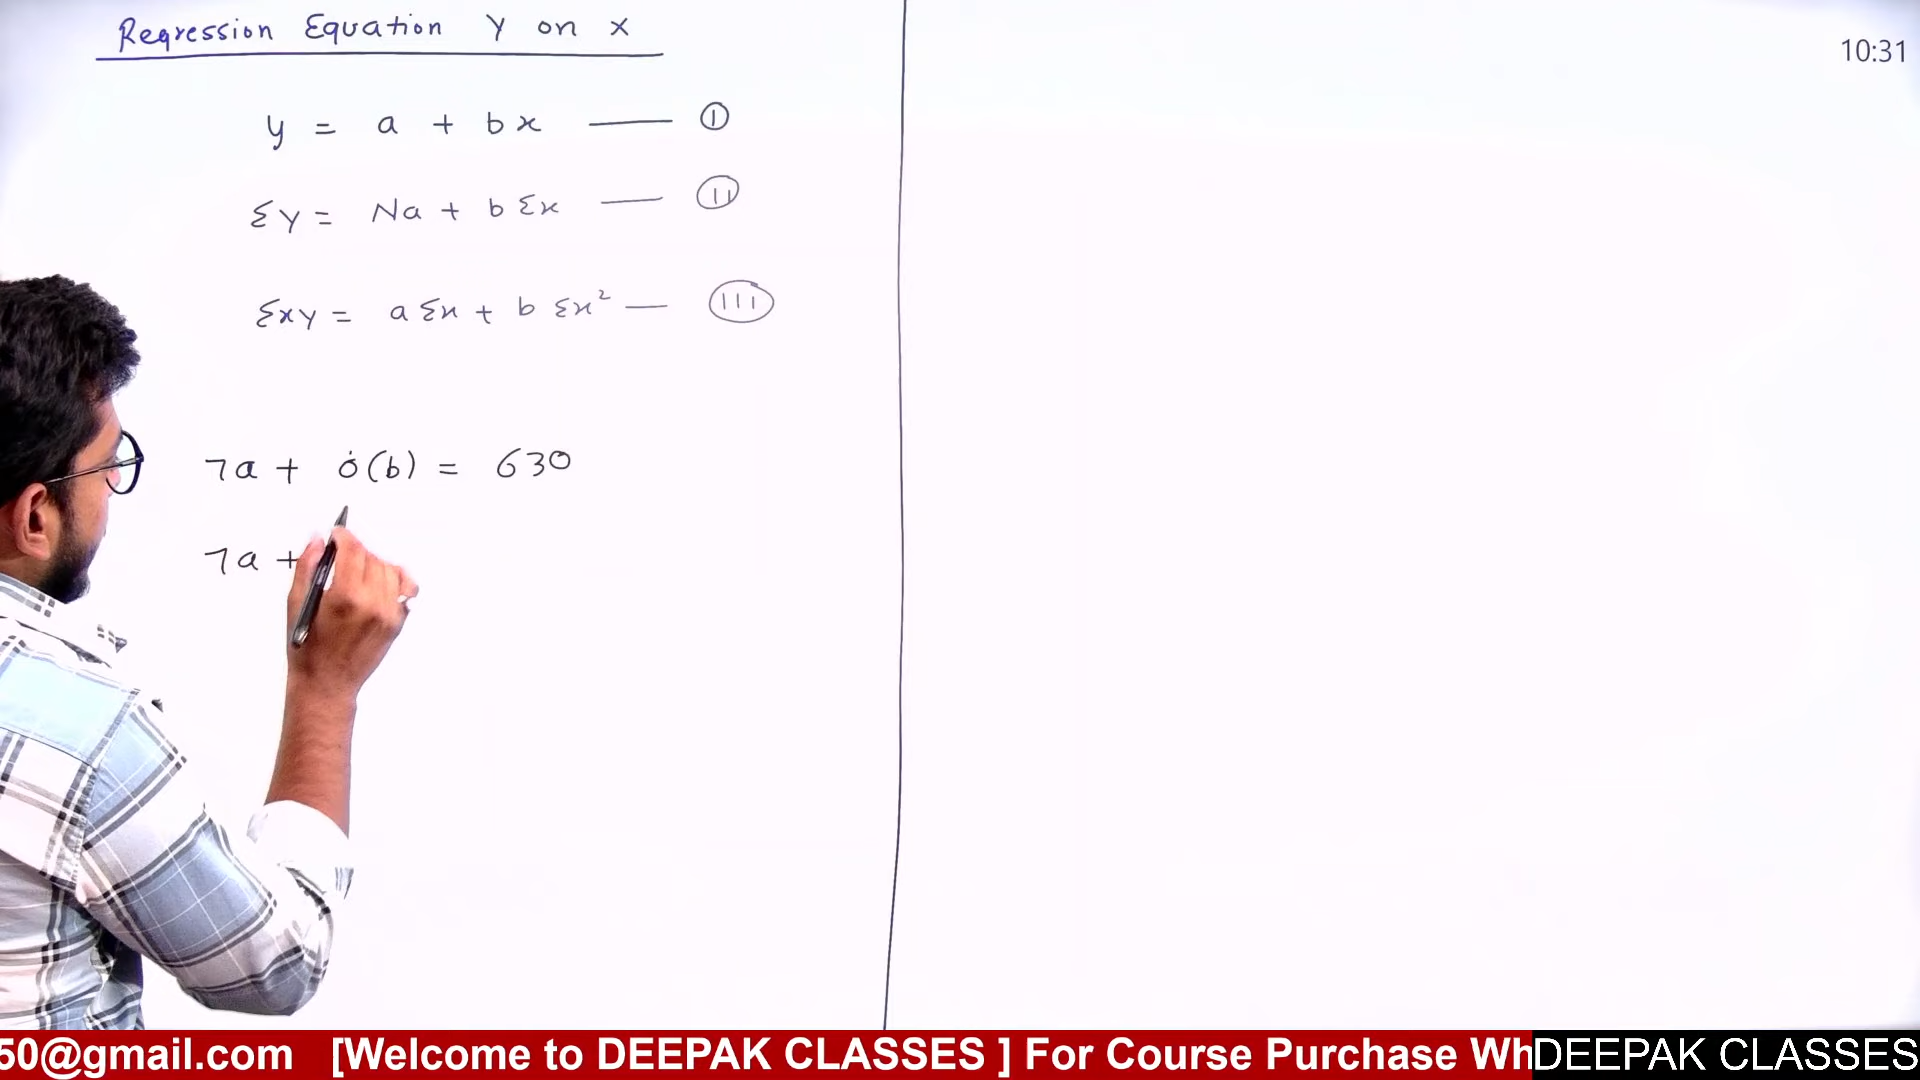 Regression Equation Y on X
10:31
y = a + bx —— I
Σy = Na + bΣx —— II
Σxy = aΣx + bΣx² — III
7a + 0(b) = 630
7a +
50@gmail.com [Welcome to DEEPAK CLASSES ] For Course Purchase Wh
DEEPAK CLASSES